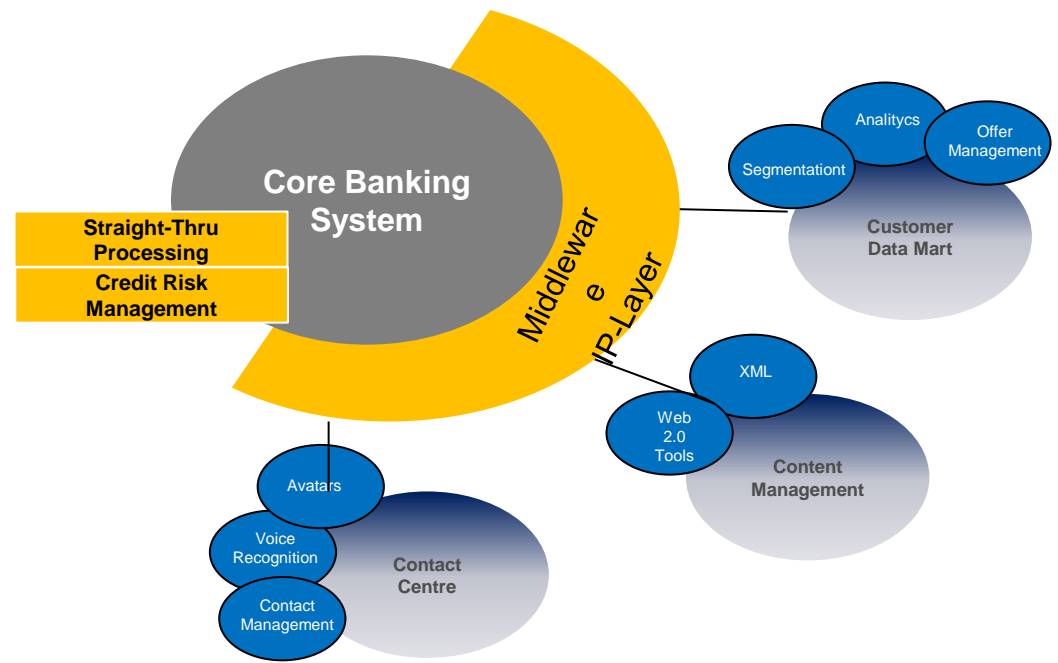 Core Banking
System
Straight-Thru
Processing
Credit Risk
Management
Middlewar
e
IP-Layer
Analitycs
Offer
Management
Segmentationt
Customer
Data Mart
XML
Web
2.0
Tools
Content
Management
Avatars
Voice
Recognition
Contact
Management
Contact
Centre